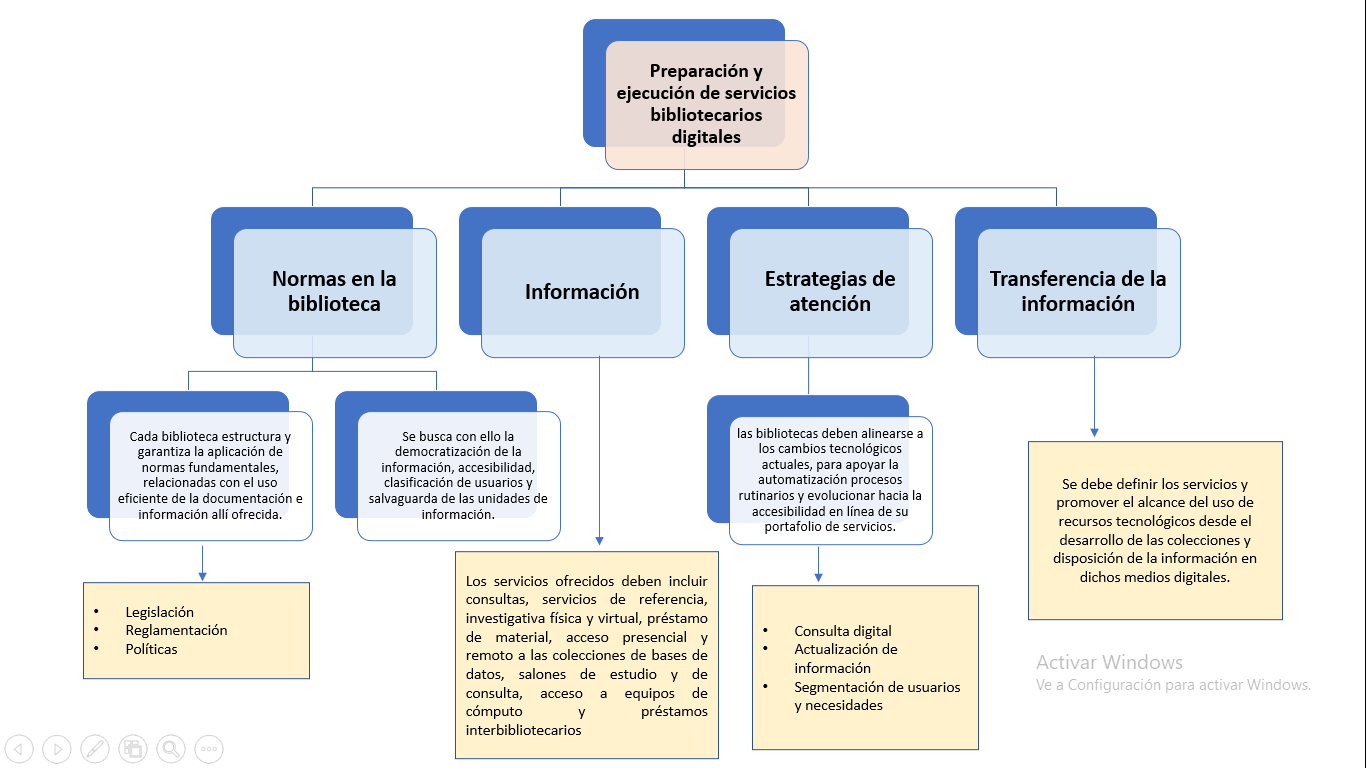 Preparación y
ejecución de servicios
bibliotecarios
digitales
Normas en la
biblioteca
Información
Estrategias de
atención
Transferencia de la
información
Cada biblioteca estructura y
garantiza la aplicación de
normas fundamentales,
relacionadas con el uso
eficiente de la documentación e
información allí ofrecida.
Se busca con ello la
democratización de la
información, accesibilidad,
clasificación de usuarios y
salvaguarda de las unidades de
información.
las bibliotecas deben alinearse a
los cambios tecnológicos
actuales, para apoyar la
automatización procesos
rutinarios y evolucionar hacia la
accesibilidad en línea de su
portafolio de servicios.
Se debe definir los servicios y
promover el alcance del uso de
recursos tecnológicos desde el
desarrollo de las colecciones y
disposición de la información en
dichos medios digitales.
• Legislación
• Reglamentación
• Políticas
Los servicios ofrecidos deben incluir
consultas, servicios de referencia,
investigativa física y virtual, préstamo
de material, acceso presencial y
remoto a las colecciones de bases de
datos, salones de estudio y de
consulta, acceso a equipos de
cómputo y préstamos
interbibliotecarios
• Consulta digital
• Actualización de
información
• Segmentación de usuarios
y necesidades
Activar Windows
Ve a Configuración para activar Windows.